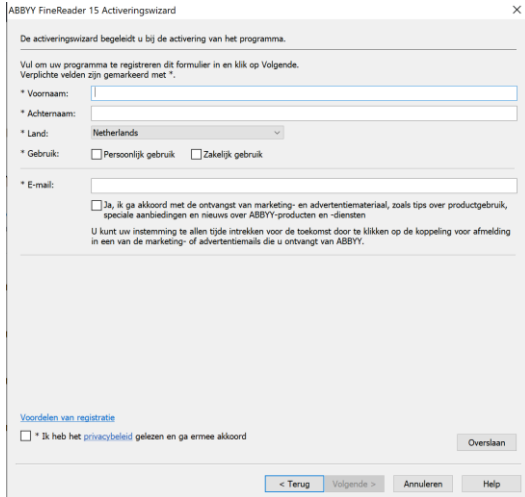 ABBYY FineReader 15 Activeringswizard
De activeringswizard begeleidt u bij de activering van het programma.
Vul om uw programma te registreren dit formulier in en klik op Volgende.
Verplichte velden zijn gemarkeerd met *.
* Voornaam:
* Achternaam:
* Land: Netherlands
* Gebruik: Persoonlijk gebruik Zakelijk gebruik
* E-mail:
Ja, ik ga akkoord met de ontvangst van marketing- en advertentiemateriaal, zoals tips over productgebruik,
speciale aanbiedingen en nieuws over ABBYY-producten en -diensten
U kunt uw instemming te allen tijde intrekken voor de toekomst door te klikken op de koppeling voor afmelding
in een van de marketing- of advertentiemails die u ontvangt van ABBYY.
Voordelen van registratie
* Ik heb het privacybeleid gelezen en ga ermee akkoord
Overslaan
< Terug Volgende > Annuleren Help